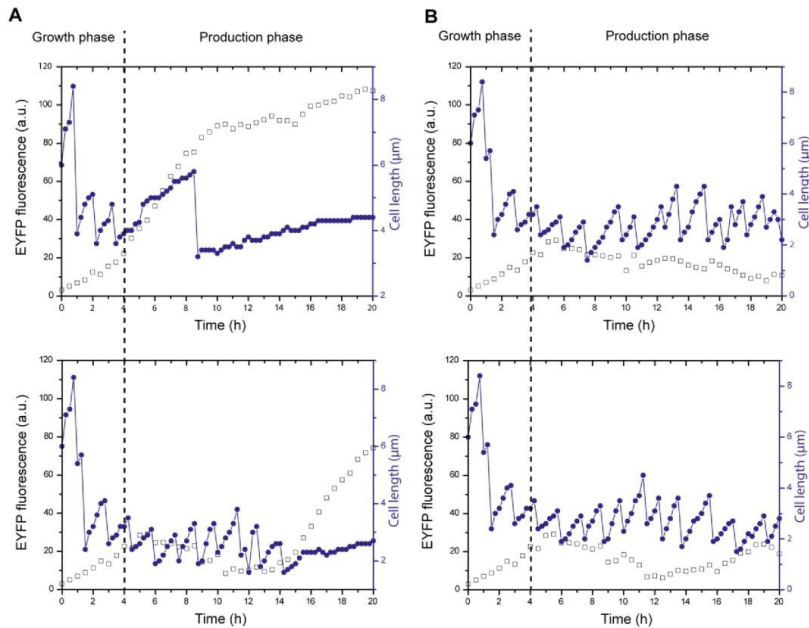 A
Growth phase
Production phase
EYFP fluorescence (a.u.)
120
100
80
60
40
20
0
0 2 4 6 8 10 12 14 16 18 20
Time (h)
8
6
4
2
Cell length (µm)
B
Growth phase
Production phase
EYFP fluorescence (a.u.)
120
100
80
60
40
20
0
0 2 4 6 8 10 12 14 16 18 20
Time (h)
8
6
4
2
0
Cell length (µm)
EYFP fluorescence (a.u.)
120
100
80
60
40
20
0
0 2 4 6 8 10 12 14 16 18 20
Time (h)
8
6
4
2
Cell length (µm)
EYFP fluorescence (a.u.)
120
100
80
60
40
20
0
0 2 4 6 8 10 12 14 16 18 20
Time (h)
8
6
4
2
0
Cell length (µm)